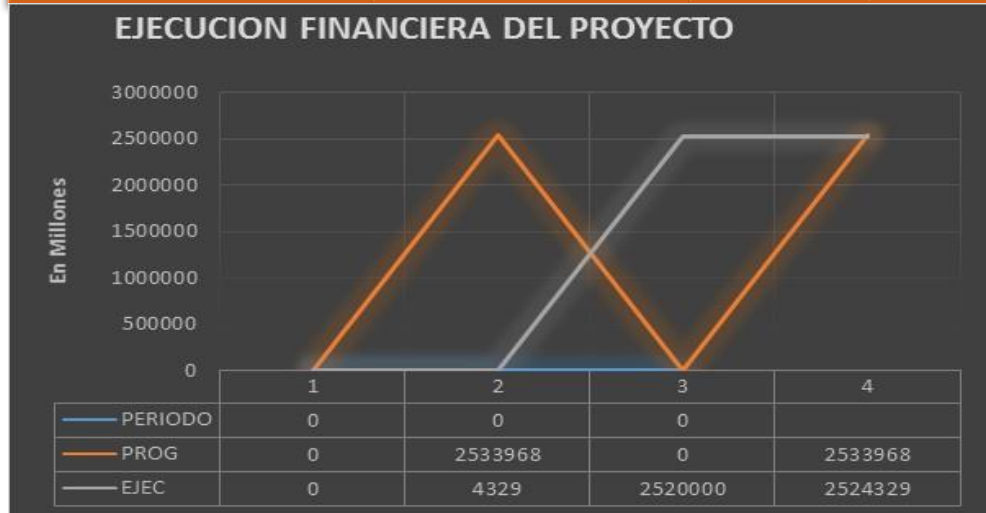 EJECUCION FINANCIERA DEL PROYECTO
En Millones
3000000
2500000
2000000
1500000
1000000
500000
0
1 2 3 4
PERIODO 0 0 0
PROG 0 2533968 0 2533968
EJEC 0 4329 2520000 2524329